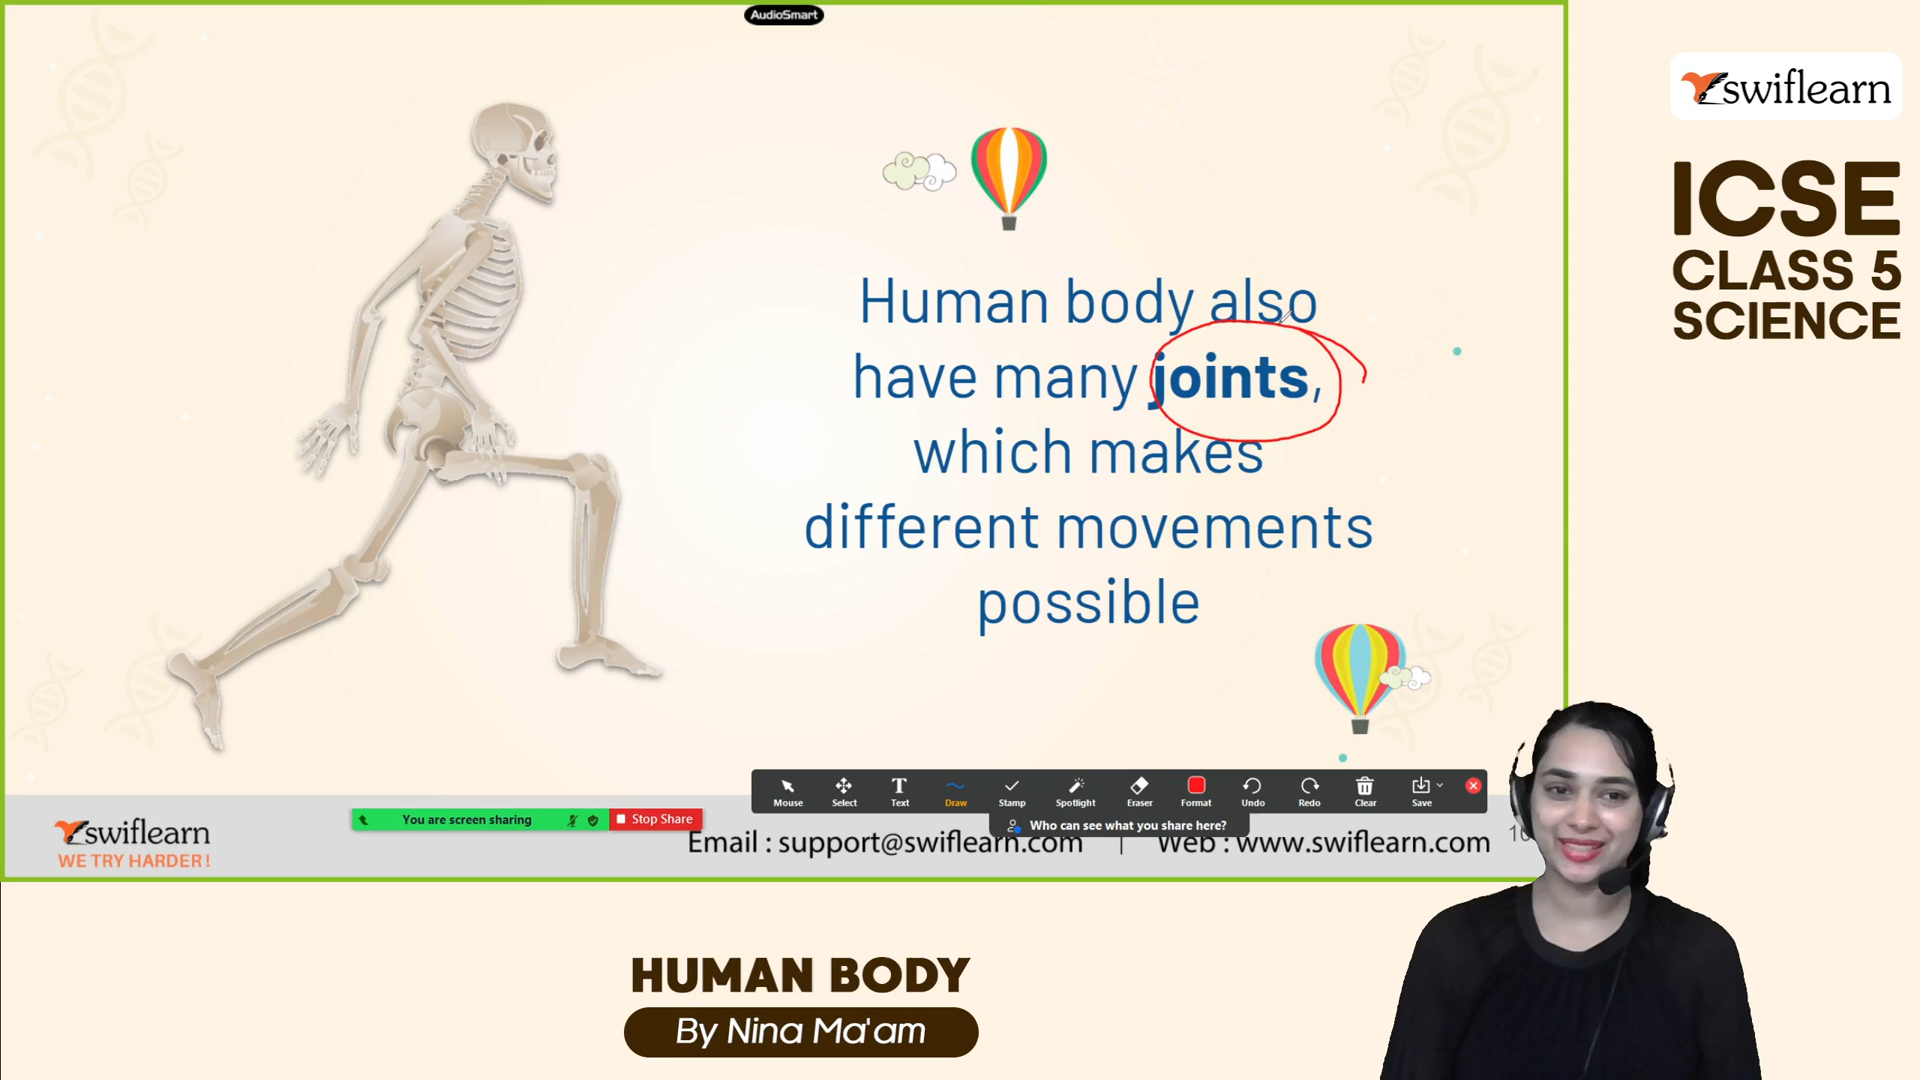 AudioSmart
swiflearn
ICSE
CLASS 5
SCIENCE
Human body also
have many joints,
which makes
different movements
possible
Mouse
Select
Text
Draw
Stamp
Spotlight
Eraser
Format
Undo
Redo
Clear
Save
You are screen sharing
Stop Share
Who can see what you share here?
swiflearn
WE TRY HARDER !
Email : support@swiflearn.com | Web : www.swiflearn.com
HUMAN BODY
By Nina Ma'am